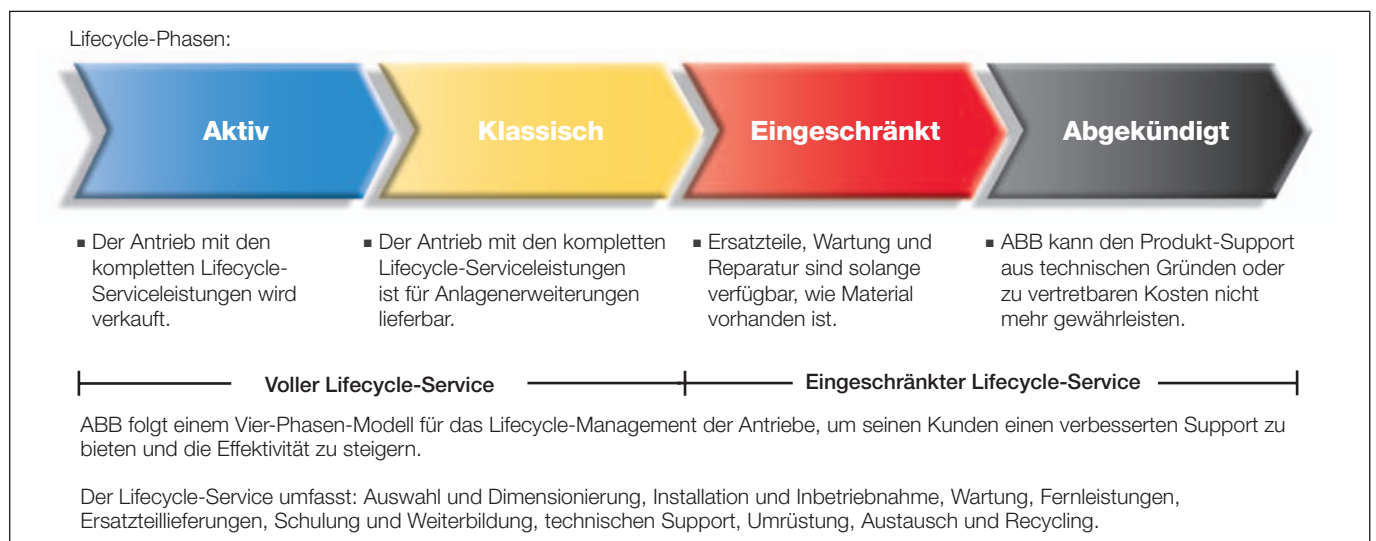 Lifecycle-Phasen:
Aktiv
Klassisch
Eingeschränkt
Abgekündigt
▪ Der Antrieb mit den
kompletten Lifecycle-
Serviceleistungen wird
verkauft.
▪ Der Antrieb mit den kompletten
Lifecycle-Serviceleistungen
ist für Anlagenerweiterungen
lieferbar.
▪ Ersatzteile, Wartung und
Reparatur sind solange
verfügbar, wie Material
vorhanden ist.
▪ ABB kann den Produkt-Support
aus technischen Gründen oder
zu vertretbaren Kosten nicht
mehr gewährleisten.
Voller Lifecycle-Service
Eingeschränkter Lifecycle-Service
ABB folgt einem Vier-Phasen-Modell für das Lifecycle-Management der Antriebe, um seinen Kunden einen verbesserten Support zu
bieten und die Effektivität zu steigern.
Der Lifecycle-Service umfasst: Auswahl und Dimensionierung, Installation und Inbetriebnahme, Wartung, Fernleistungen,
Ersatzteillieferungen, Schulung und Weiterbildung, technischen Support, Umrüstung, Austausch und Recycling.